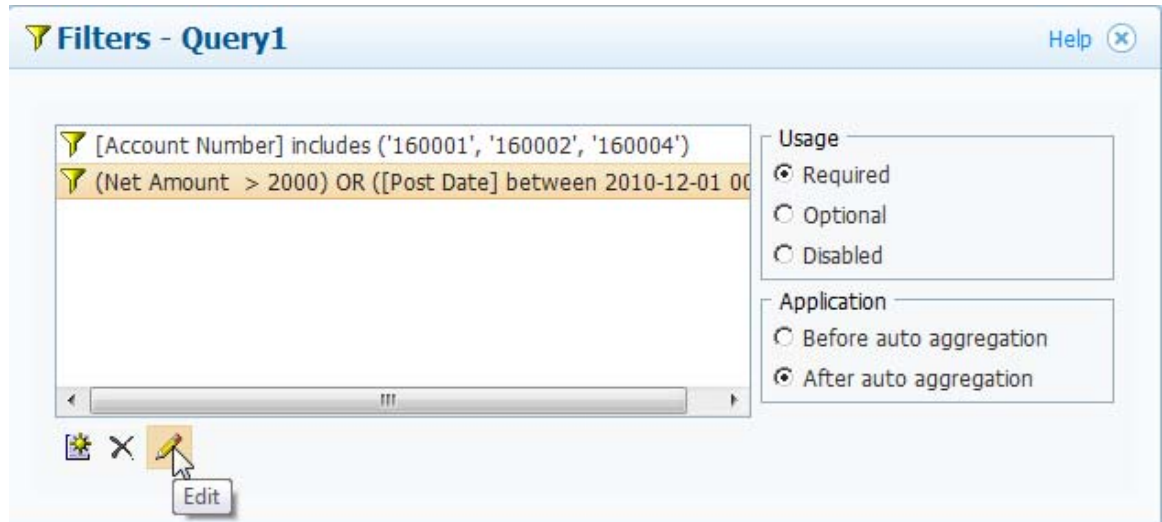 Filters - Query1
Help
[Account Number] includes ('160001', '160002', '160004')
(Net Amount > 2000) OR ([Post Date] between 2010-12-01 00
Usage
Required
Optional
Disabled
Application
Before auto aggregation
After auto aggregation
Edit